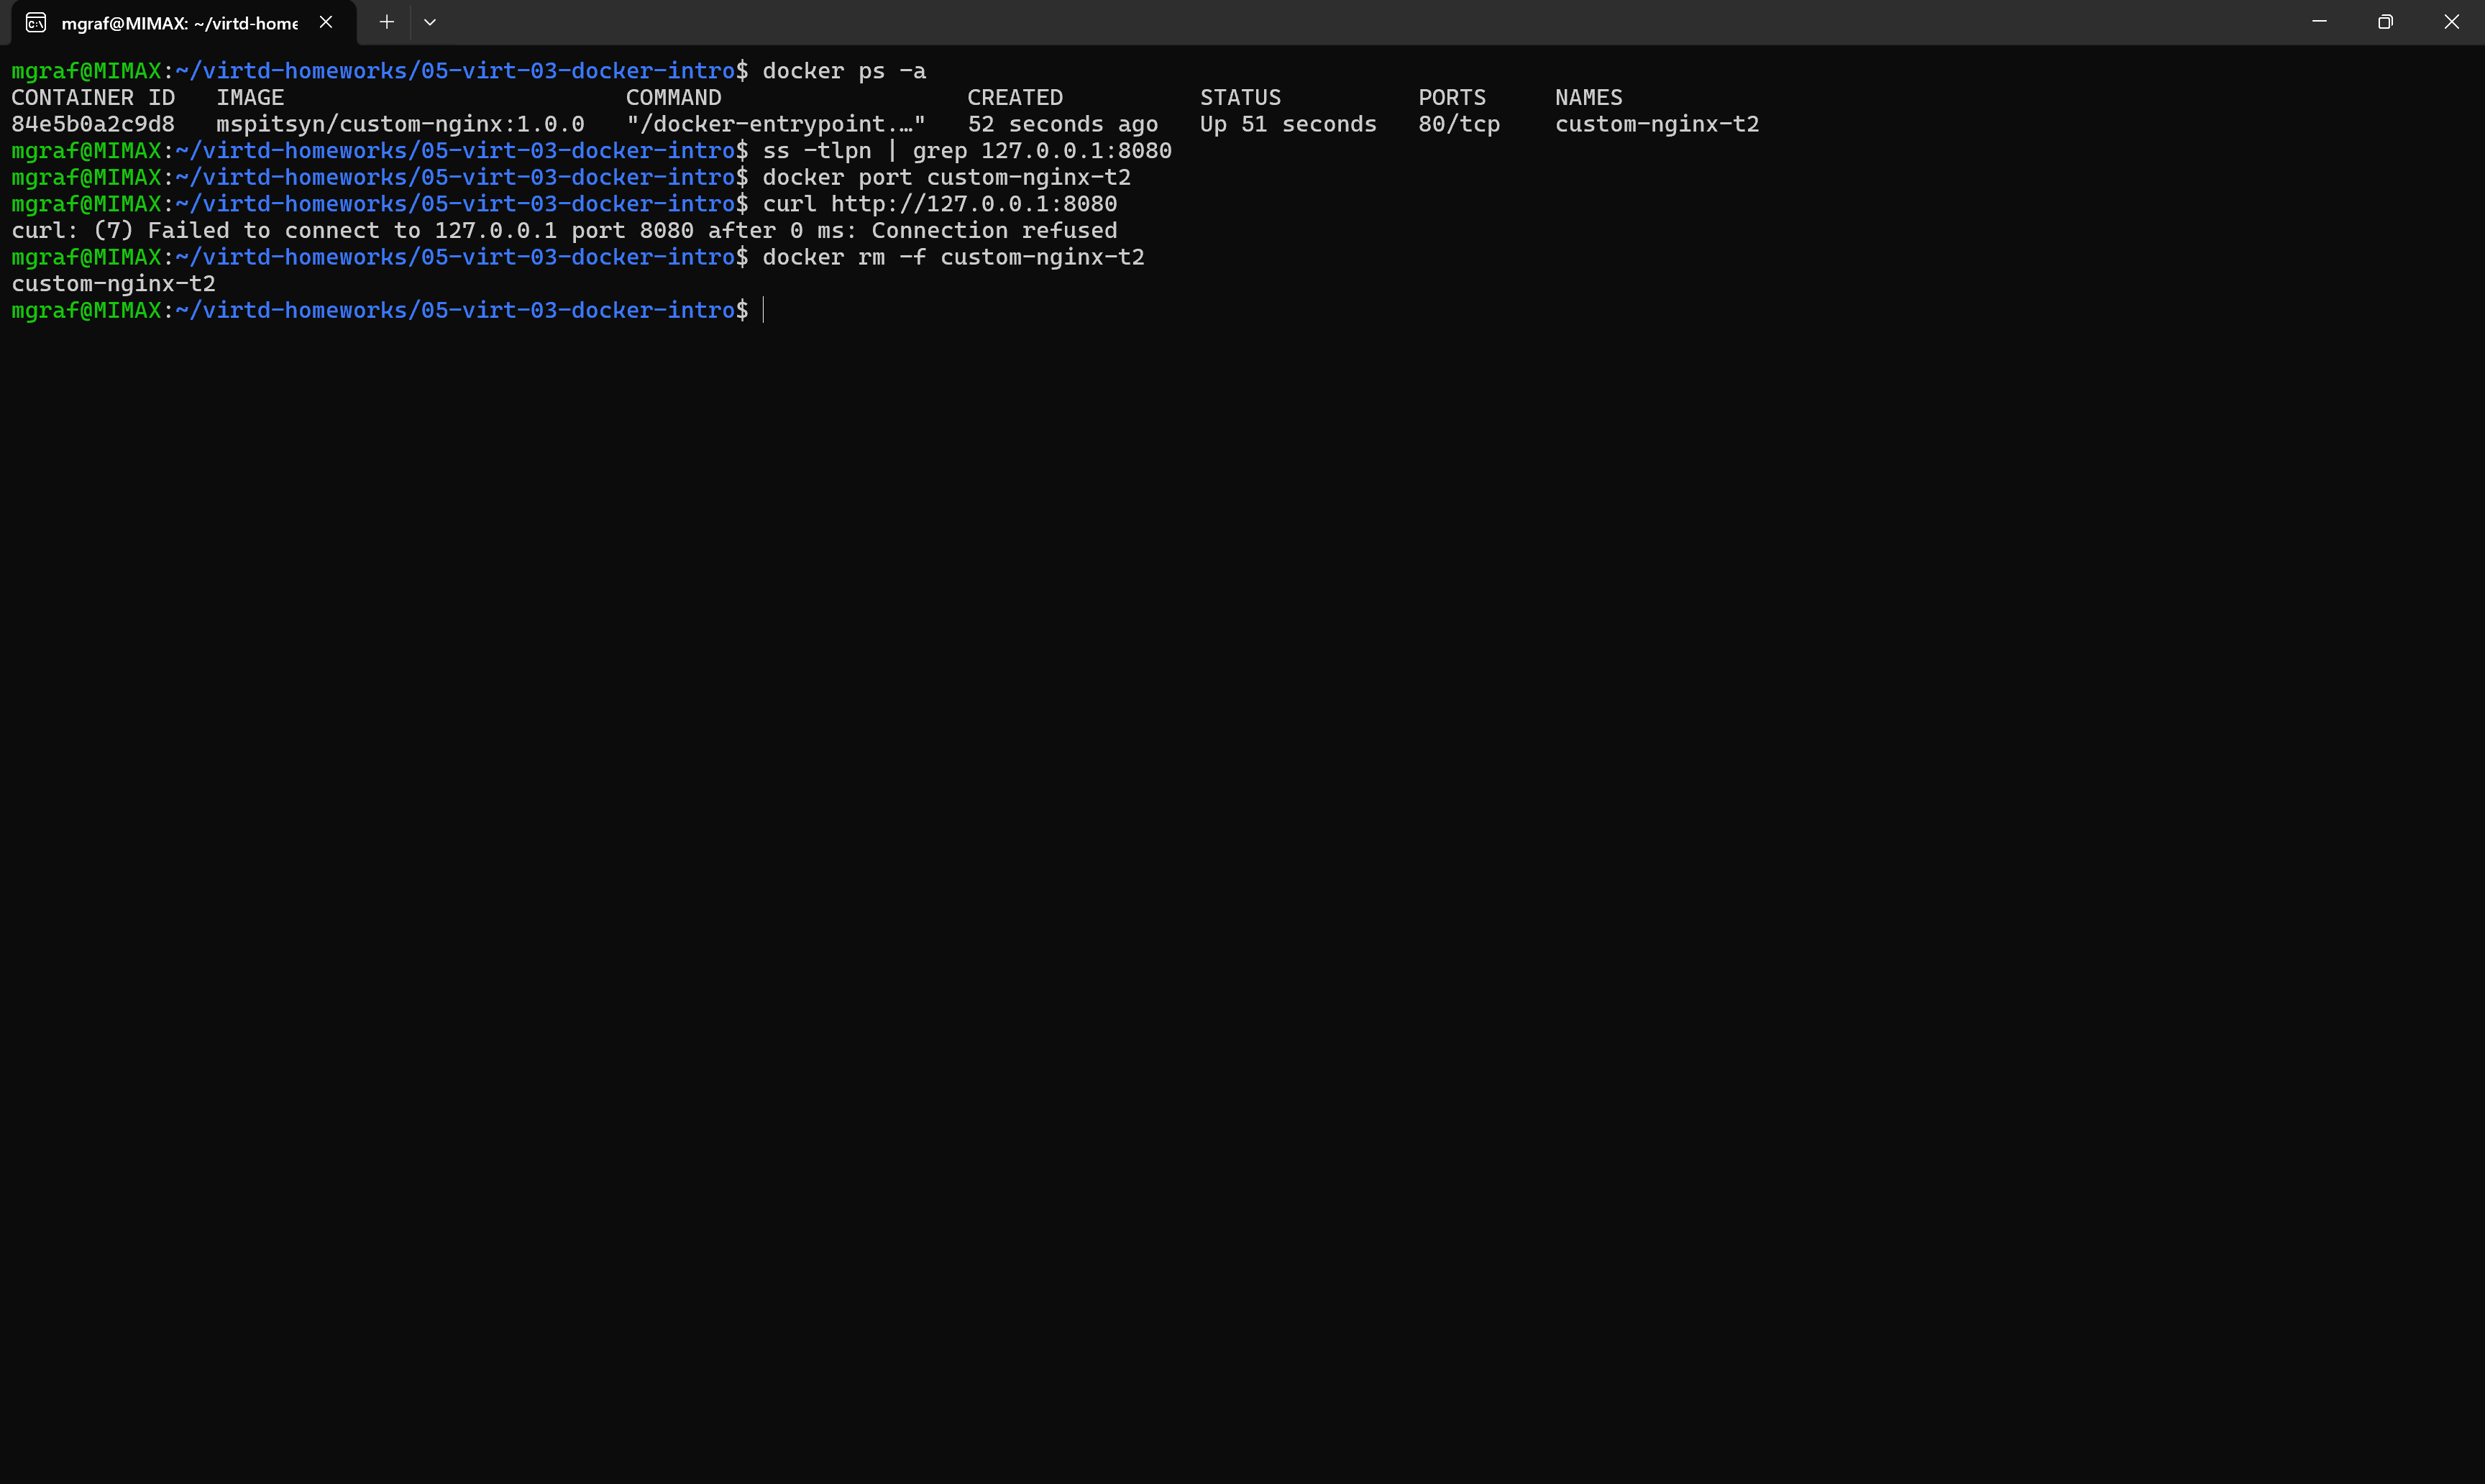 mgraf@MIMAX: ~/virtd-home
mgraf@MIMAX:~/virtd-homeworks/05-virt-03-docker-intro$ docker ps -a
CONTAINER ID   IMAGE                         COMMAND                  CREATED          STATUS          PORTS     NAMES
84e5b0a2c9d8   mspitsyn/custom-nginx:1.0.0   "/docker-entrypoint.…"   52 seconds ago   Up 51 seconds   80/tcp    custom-nginx-t2
mgraf@MIMAX:~/virtd-homeworks/05-virt-03-docker-intro$ ss -tlpn | grep 127.0.0.1:8080
mgraf@MIMAX:~/virtd-homeworks/05-virt-03-docker-intro$ docker port custom-nginx-t2
mgraf@MIMAX:~/virtd-homeworks/05-virt-03-docker-intro$ curl http://127.0.0.1:8080
curl: (7) Failed to connect to 127.0.0.1 port 8080 after 0 ms: Connection refused
mgraf@MIMAX:~/virtd-homeworks/05-virt-03-docker-intro$ docker rm -f custom-nginx-t2
custom-nginx-t2
mgraf@MIMAX:~/virtd-homeworks/05-virt-03-docker-intro$